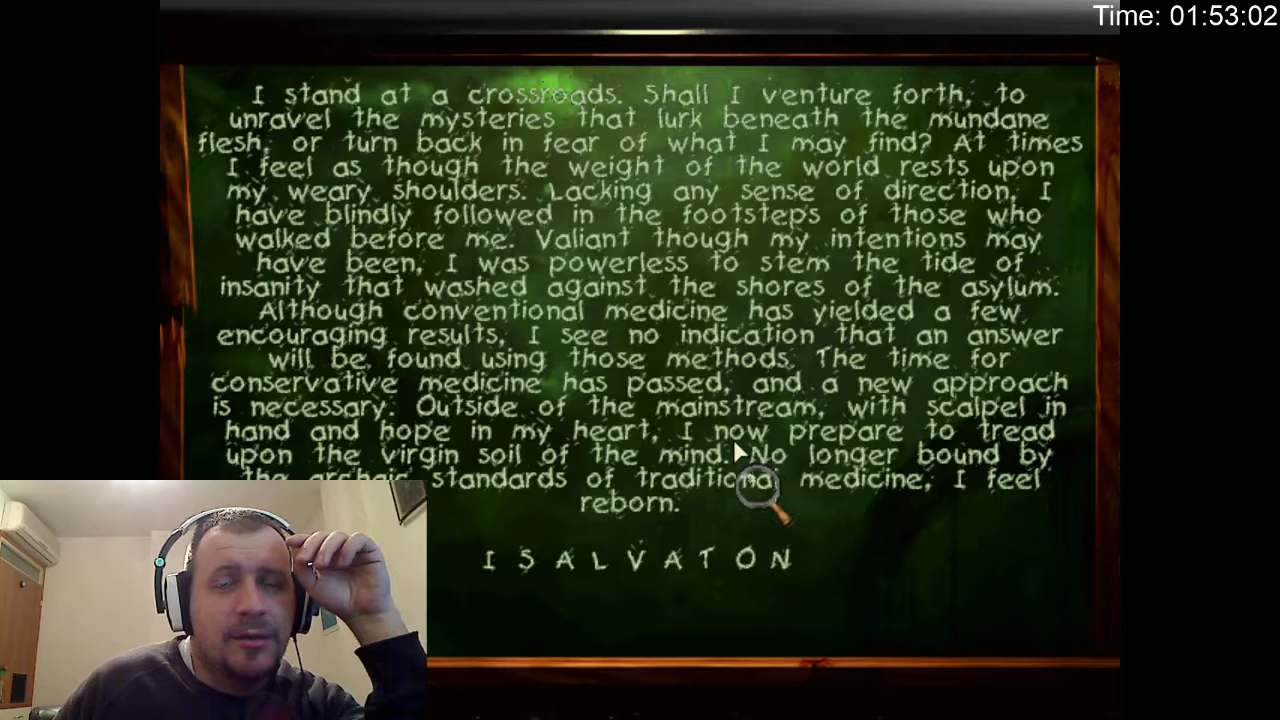 Time: 01:53:02
I stand at a crossroads. Shall I venture forth, to
unravel the mysteries that lurk beneath the mundane
flesh, or turn back in fear of what I may find? At times
I feel as though the weight of the world rests upon
my weary shoulders. Lacking any sense of direction, I
have blindly followed in the footsteps of those who
walked before me. Valiant though my intentions may
have been, I was powerless to stem the tide of
insanity that washed against the shores of the asylum.
Although conventional medicine has yielded a few
encouraging results, I see no indication that an answer
will be found using those methods. The time for
conservative medicine has passed, and a new approach
is necessary. Outside of the mainstream, with scalpel in
hand and hope in my heart, I now prepare to tread
upon the virgin soil of the mind. No longer bound by
the archaic standards of traditional medicine, I feel
reborn.
I S A L V A T O N